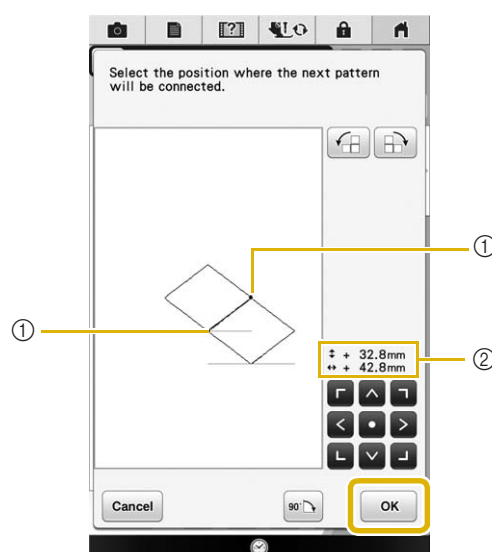 [?]
Select the position where the next pattern
will be connected.
①
①
↕ + 32.8mm
↔ + 42.8mm
②
Cancel
90°
OK